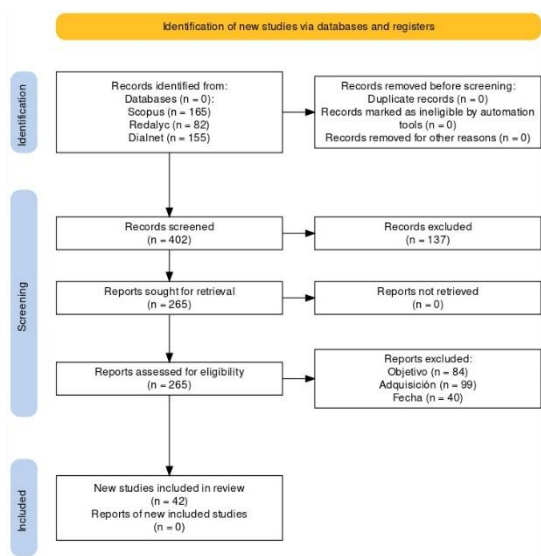 Identification of new studies via databases and registers
Identification
Records identified from:
Databases (n = 0):
Scopus (n = 165)
Redalyc (n = 82)
Dialnet (n = 155)
Records removed before screening:
Duplicate records (n = 0)
Records marked as ineligible by automation
tools (n = 0)
Records removed for other reasons (n = 0)
Screening
Records screened
(n = 402)
Records excluded
(n = 137)
Reports sought for retrieval
(n = 265)
Reports not retrieved
(n = 0)
Reports assessed for eligibility
(n = 265)
Reports excluded:
Objetivo (n = 84)
Adquisición (n = 99)
Fecha (n = 40)
Included
New studies included in review
(n = 42)
Reports of new included studies
(n = 0)